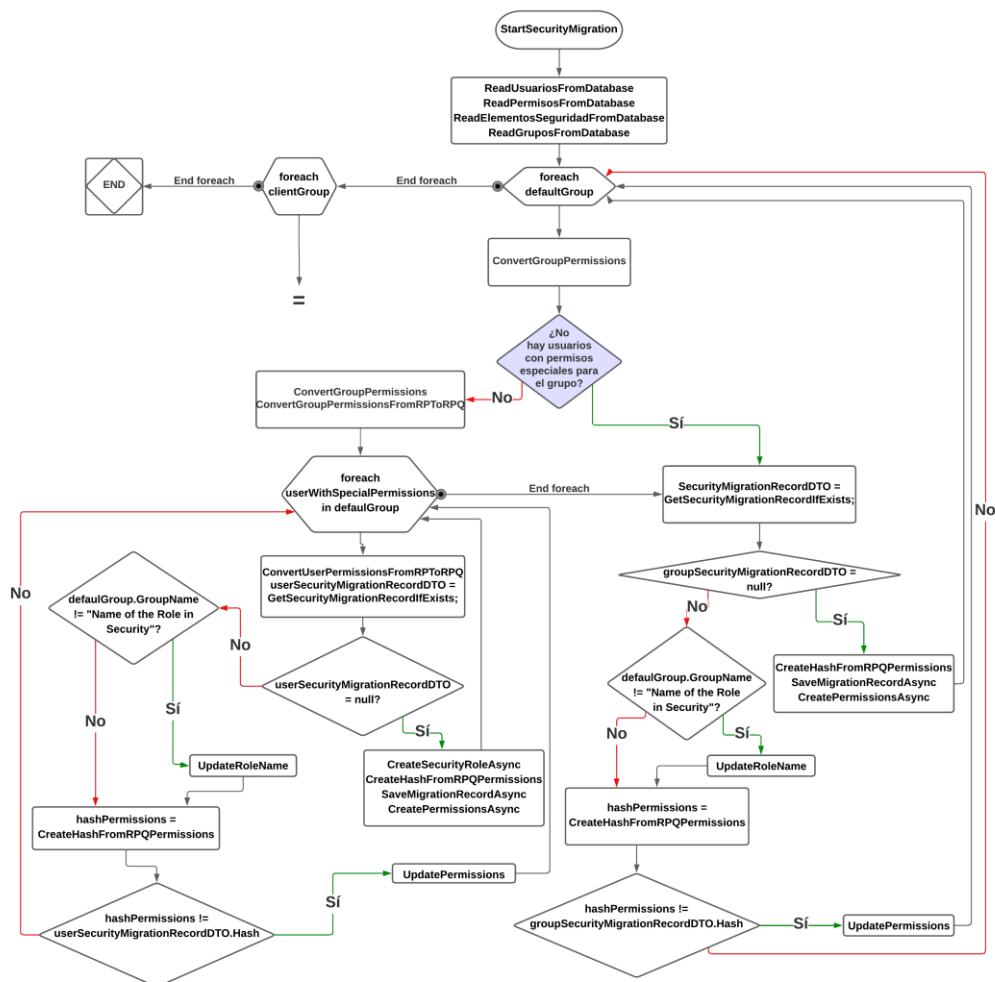 StartSecurityMigration
ReadUsuariosFromDatabase
ReadPermisosFromDatabase
ReadElementosSeguridadFromDatabase
ReadGruposFromDatabase
END
End foreach
foreach
clientGroup
End foreach
foreach
defaultGroup
=
ConvertGroupPermissions
¿No
hay usuarios
con permisos
especiales para
el grupo?
No
Sí
ConvertGroupPermissions
ConvertGroupPermissionsFromRPToRPQ
foreach
userWithSpecialPermissions
in defaulGroup
End foreach
SecurityMigrationRecordDTO =
GetSecurityMigrationRecordIfExists;
No
ConvertUserPermissionsFromRPToRPQ
userSecurityMigrationRecordDTO =
GetSecurityMigrationRecordIfExists;
groupSecurityMigrationRecordDTO =
null?
No
Sí
No
defaulGroup.GroupName
!= "Name of the Role in
Security"?
No
userSecurityMigrationRecordDTO
= null?
Sí
No
Sí
CreateHashFromRPQPermissions
SaveMigrationRecordAsync
CreatePermissionsAsync
defaulGroup.GroupName
!= "Name of the Role
in Security"?
No
Sí
UpdateRoleName
CreateSecurityRoleAsync
CreateHashFromRPQPermissions
SaveMigrationRecordAsync
CreatePermissionsAsync
UpdateRoleName
hashPermissions =
CreateHashFromRPQPermissions
hashPermissions =
CreateHashFromRPQPermissions
UpdatePermissions
Sí
hashPermissions !=
userSecurityMigrationRecordDTO.Hash
hashPermissions !=
groupSecurityMigrationRecordDTO.Hash
Sí
UpdatePermissions